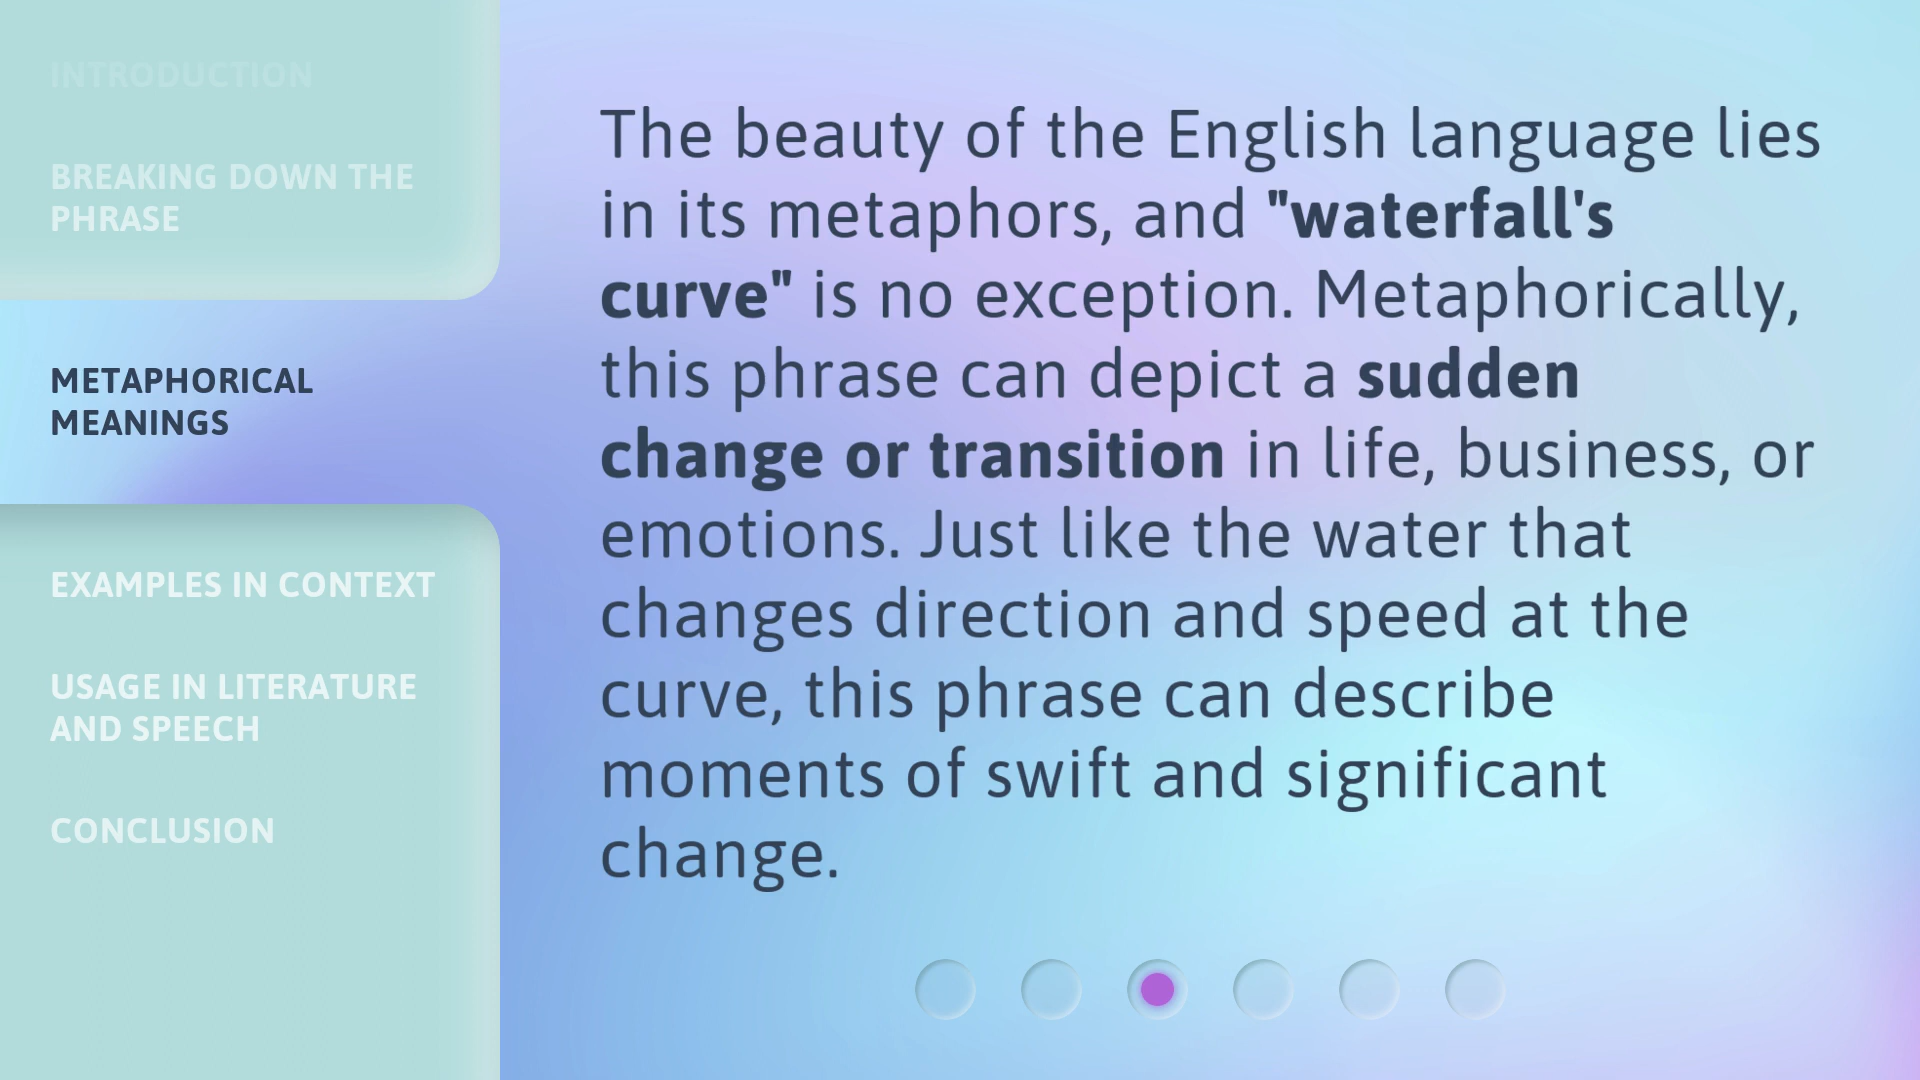 INTRODUCTION
BREAKING DOWN THE
PHRASE
METAPHORICAL
MEANINGS
EXAMPLES IN CONTEXT
USAGE IN LITERATURE
AND SPEECH
CONCLUSION
The beauty of the English language lies
in its metaphors, and "waterfall's
curve" is no exception. Metaphorically,
this phrase can depict a sudden
change or transition in life, business, or
emotions. Just like the water that
changes direction and speed at the
curve, this phrase can describe
moments of swift and significant
change.